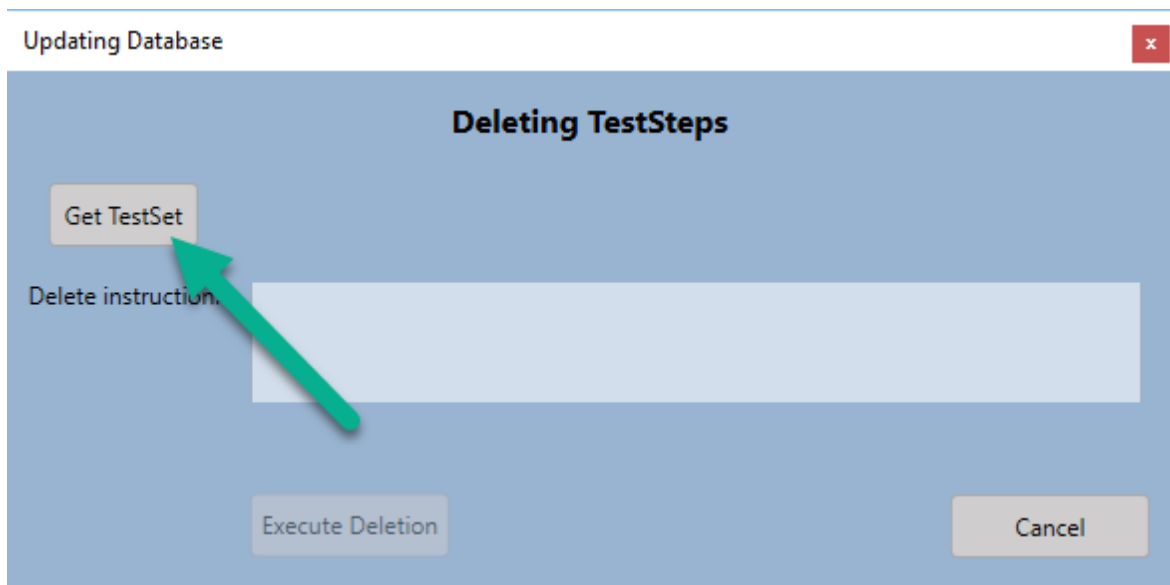 Updating Database
x
Deleting TestSteps
Get TestSet
Delete instruction:
Execute Deletion
Cancel